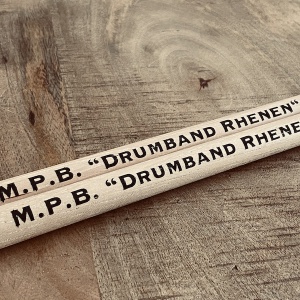 M.P.B. “DRUMBAND RHENEN“
M.P.B. “DRUMBAND RHENE